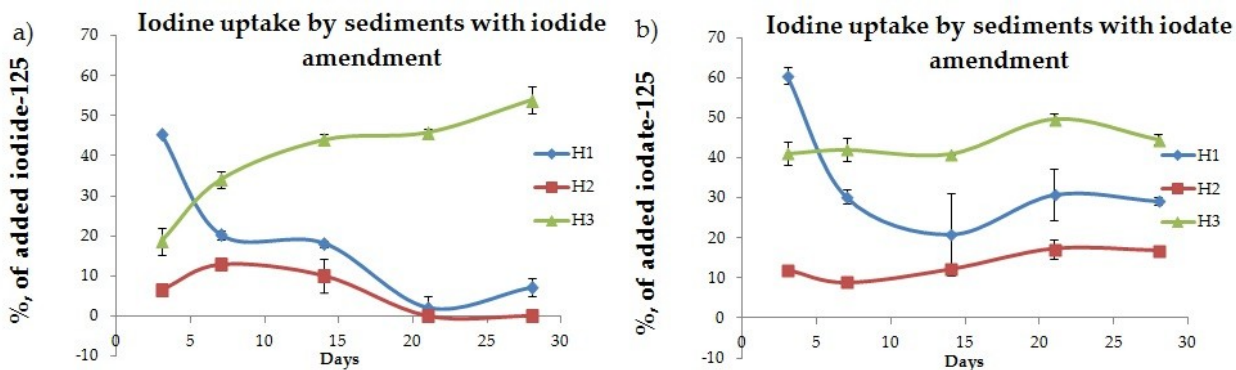 a)
Iodine uptake by sediments with iodide
amendment
%, of added iodide-125
70
60
50
40
30
20
10
0
-10
0
5
10
15
20
25
30
Days
H1
H2
H3
b)
Iodine uptake by sediments with iodate
amendment
%, of added iodate-125
70
60
50
40
30
20
10
0
-10
0
5
10
15
20
25
30
Days
H1
H2
H3